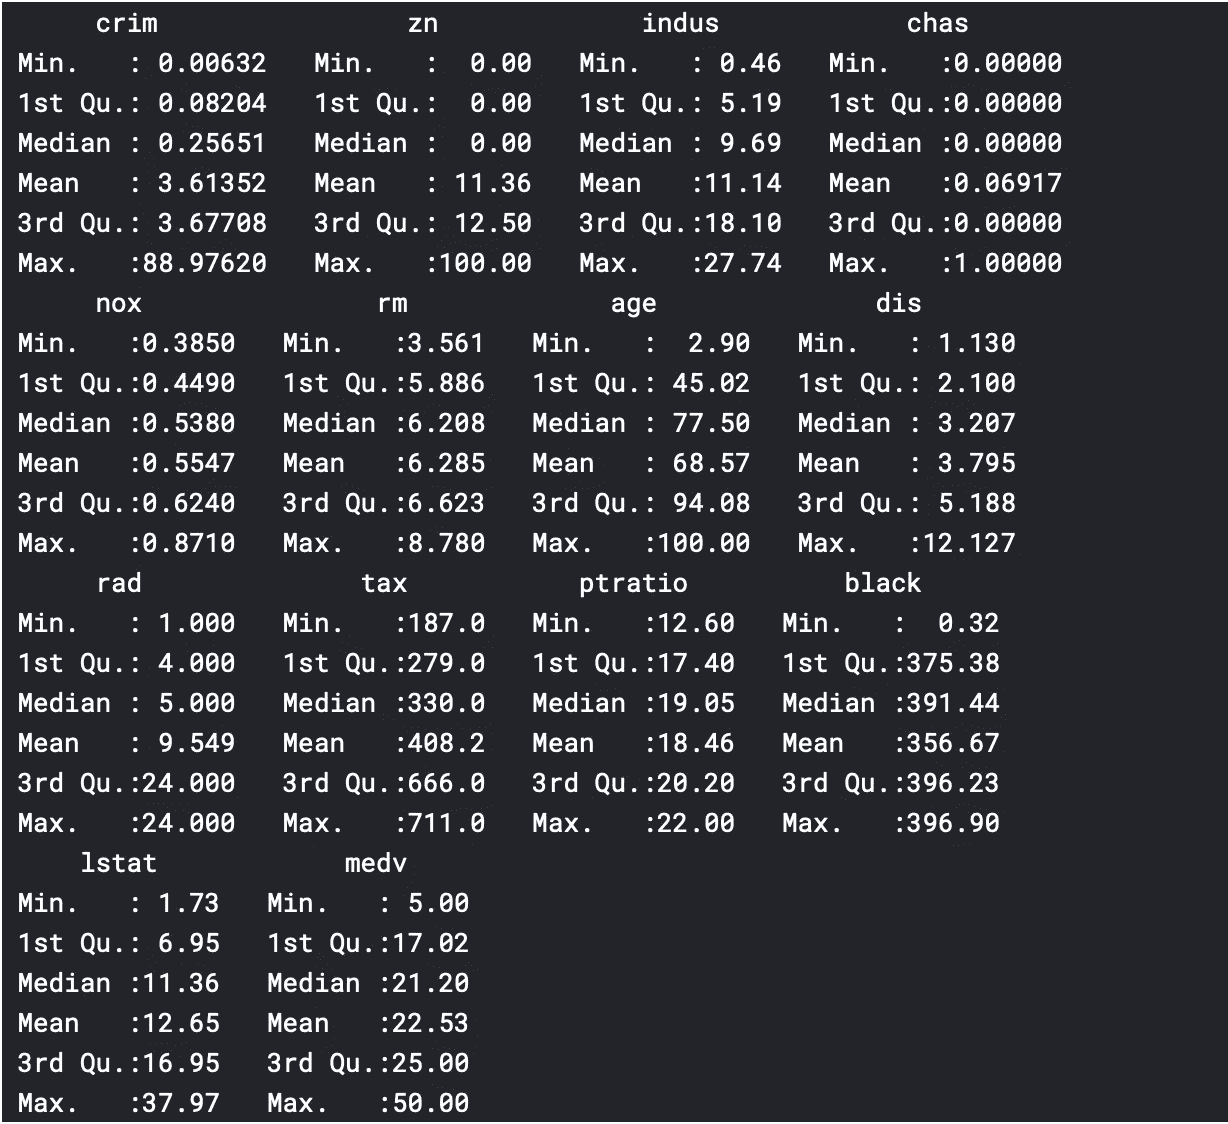 crim                zn             indus            chas
 Min.   : 0.00632   Min.   :  0.00   Min.   : 0.46   Min.   :0.00000
 1st Qu.: 0.08204   1st Qu.:  0.00   1st Qu.: 5.19   1st Qu.:0.00000
 Median : 0.25651   Median :  0.00   Median : 9.69   Median :0.00000
 Mean   : 3.61352   Mean   : 11.36   Mean   :11.14   Mean   :0.06917
 3rd Qu.: 3.67708   3rd Qu.: 12.50   3rd Qu.:18.10   3rd Qu.:0.00000
 Max.   :88.97620   Max.   :100.00   Max.   :27.74   Max.   :1.00000
      nox               rm             age              dis
 Min.   :0.3850   Min.   :3.561   Min.   :  2.90   Min.   : 1.130
 1st Qu.:0.4490   1st Qu.:5.886   1st Qu.: 45.02   1st Qu.: 2.100
 Median :0.5380   Median :6.208   Median : 77.50   Median : 3.207
 Mean   :0.5547   Mean   :6.285   Mean   : 68.57   Mean   : 3.795
 3rd Qu.:0.6240   3rd Qu.:6.623   3rd Qu.: 94.08   3rd Qu.: 5.188
 Max.   :0.8710   Max.   :8.780   Max.   :100.00   Max.   :12.127
      rad              tax           ptratio          black
 Min.   : 1.000   Min.   :187.0   Min.   :12.60   Min.   :  0.32
 1st Qu.: 4.000   1st Qu.:279.0   1st Qu.:17.40   1st Qu.:375.38
 Median : 5.000   Median :330.0   Median :19.05   Median :391.44
 Mean   : 9.549   Mean   :408.2   Mean   :18.46   Mean   :356.67
 3rd Qu.:24.000   3rd Qu.:666.0   3rd Qu.:20.20   3rd Qu.:396.23
 Max.   :24.000   Max.   :711.0   Max.   :22.00   Max.   :396.90
     lstat            medv
 Min.   : 1.73   Min.   : 5.00
 1st Qu.: 6.95   1st Qu.:17.02
 Median :11.36   Median :21.20
 Mean   :12.65   Mean   :22.53
 3rd Qu.:16.95   3rd Qu.:25.00
 Max.   :37.97   Max.   :50.00